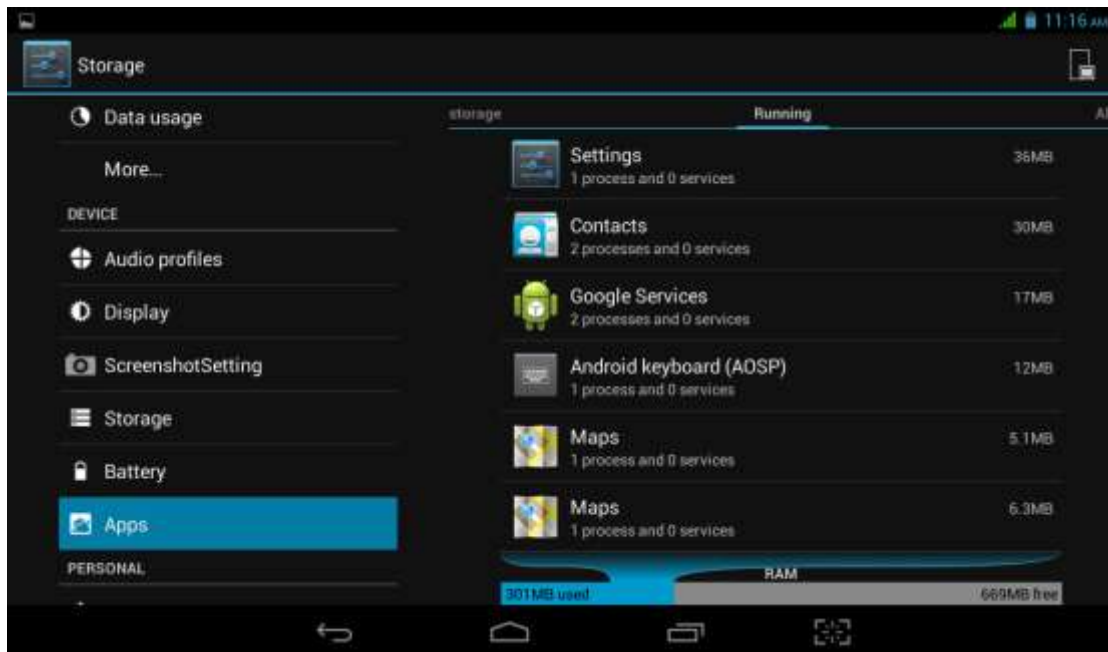 11:16 AM
Storage
Data usage
More...
DEVICE
Audio profiles
Display
ScreenshotSetting
Storage
Battery
Apps
PERSONAL
storage
Running
Settings
36MB
1 process and 0 services
Contacts
30MB
2 processes and 0 services
Google Services
17MB
2 processes and 0 services
Android keyboard (AOSP)
12MB
1 process and 0 services
Maps
5.1MB
1 process and 0 services
Maps
6.3MB
1 process and 0 services
RAM
301MB used
669MB free